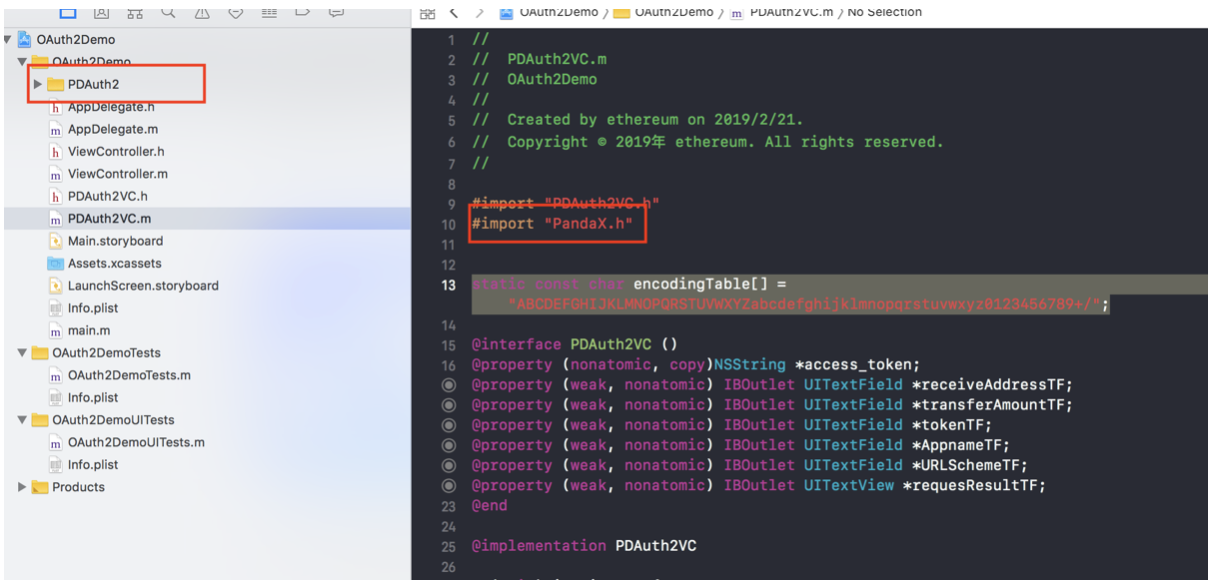 OAuth2Demo
OAuth2Demo
PDAuth2
AppDelegate.h
AppDelegate.m
ViewController.h
ViewController.m
PDAuth2VC.h
PDAuth2VC.m
Main.storyboard
Assets.xcassets
LaunchScreen.storyboard
Info.plist
main.m
OAuth2DemoTests
OAuth2DemoTests.m
Info.plist
OAuth2DemoUITests
OAuth2DemoUITests.m
Info.plist
Products
OAuth2Demo OAuth2Demo PDAuth2VC.m No Selection
1 //
2 // PDAuth2VC.m
3 // OAuth2Demo
4 //
5 // Created by ethereum on 2019/2/21.
6 // Copyright © 2019年 ethereum. All rights reserved.
7 //
8
9 #import "PDAuth2VC.h"
10 #import "PandaX.h"
11
12
13 static const char encodingTable[] =
"ABCDEFGHIJKLMNOPQRSTUVWXYZabcdefghijklmnopqrstuvwxyz0123456789+/";
14
15 @interface PDAuth2VC ()
16 @property (nonatomic, copy)NSString *access_token;
@property (weak, nonatomic) IBOutlet UITextField *receiveAddressTF;
@property (weak, nonatomic) IBOutlet UITextField *transferAmountTF;
@property (weak, nonatomic) IBOutlet UITextField *tokenTF;
@property (weak, nonatomic) IBOutlet UITextField *AppnameTF;
@property (weak, nonatomic) IBOutlet UITextField *URLSchemeTF;
@property (weak, nonatomic) IBOutlet UITextView *requesResultTF;
23 @end
24
25 @implementation PDAuth2VC
26